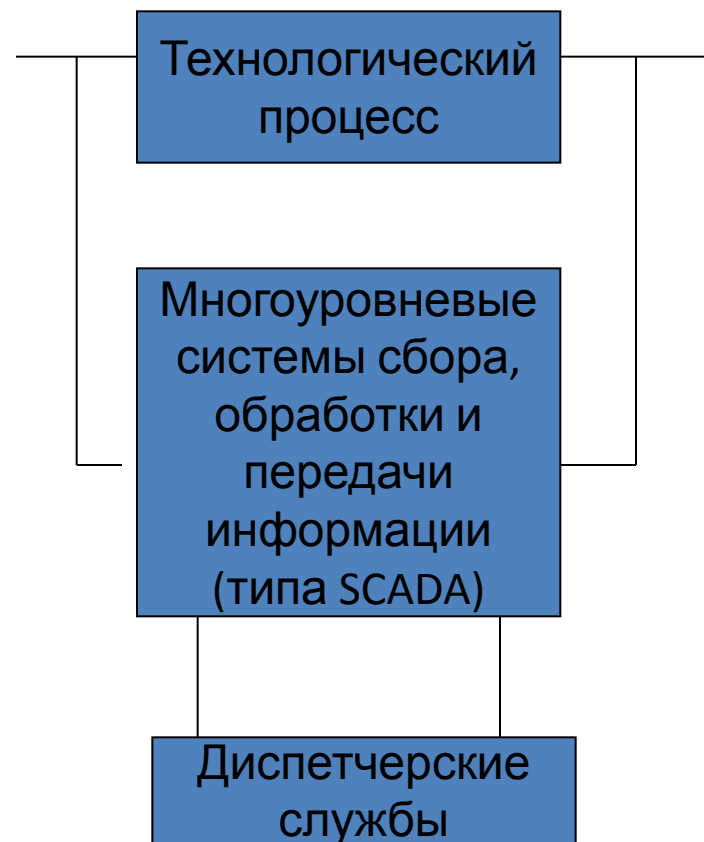 Технологический
процесс
Многоуровневые
системы сбора,
обработки и
передачи
информации
(типа SCADA)
Диспетчерские
службы